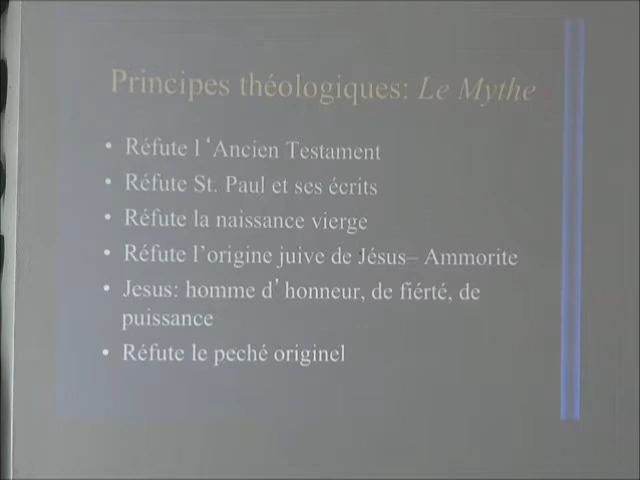 Principes théologiques: Le Mythe
• Réfute l ‘Ancien Testament
• Réfute St. Paul et ses écrits
• Réfute la naissance vierge
• Réfute l’origine juive de Jésus– Ammorite
• Jesus: homme d’ honneur, de fiérté, de
puissance
• Réfute le peché originel